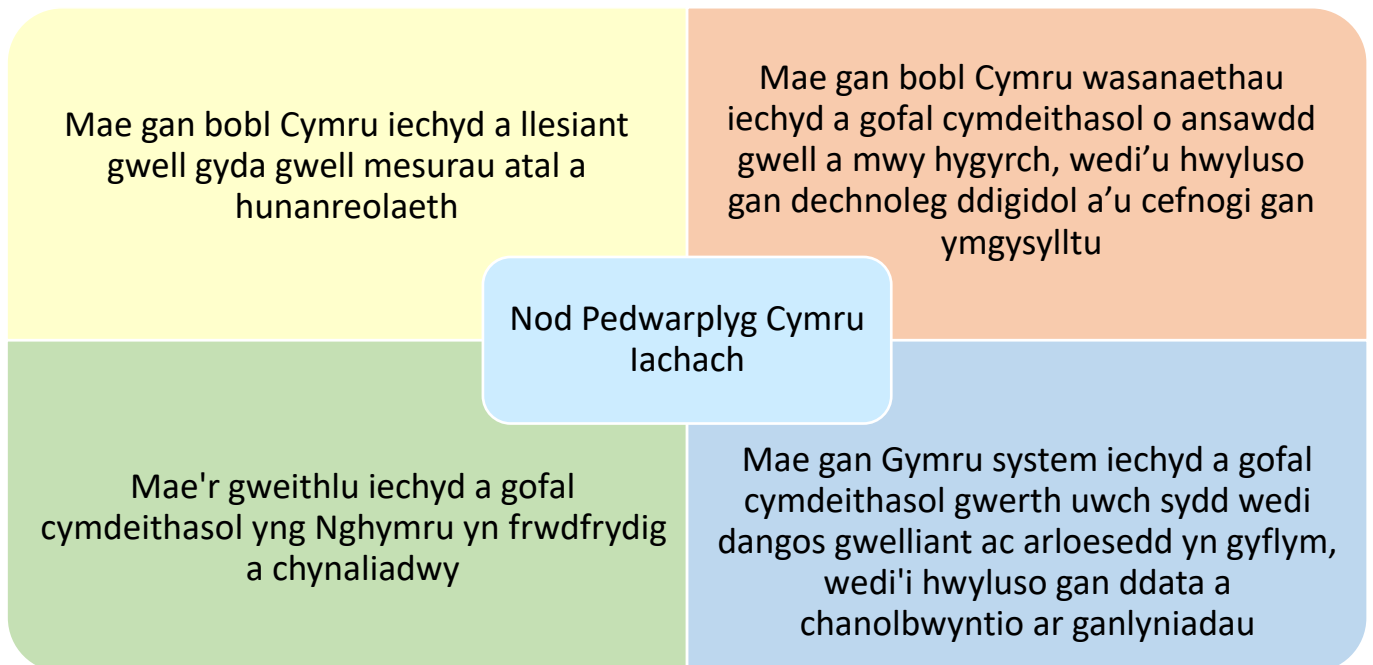 Mae gan bobl Cymru iechyd a llesiant
gwell gyda gwell mesurau atal a
hunanreolaeth
Mae gan bobl Cymru wasanaethau
iechyd a gofal cymdeithasol o ansawdd
gwell a mwy hygyrch, wedi’u hwyluso
gan dechnoleg ddigidol a’u cefnogi gan
ymgysylltu
Nod Pedwarplyg Cymru
Iachach
Mae'r gweithlu iechyd a gofal
cymdeithasol yng Nghymru yn frwdfrydig
a chynaliadwy
Mae gan Gymru system iechyd a gofal
cymdeithasol gwerth uwch sydd wedi
dangos gwelliant ac arloesedd yn gyflym,
wedi'i hwyluso gan ddata a
chanolbwyntio ar ganlyniadau